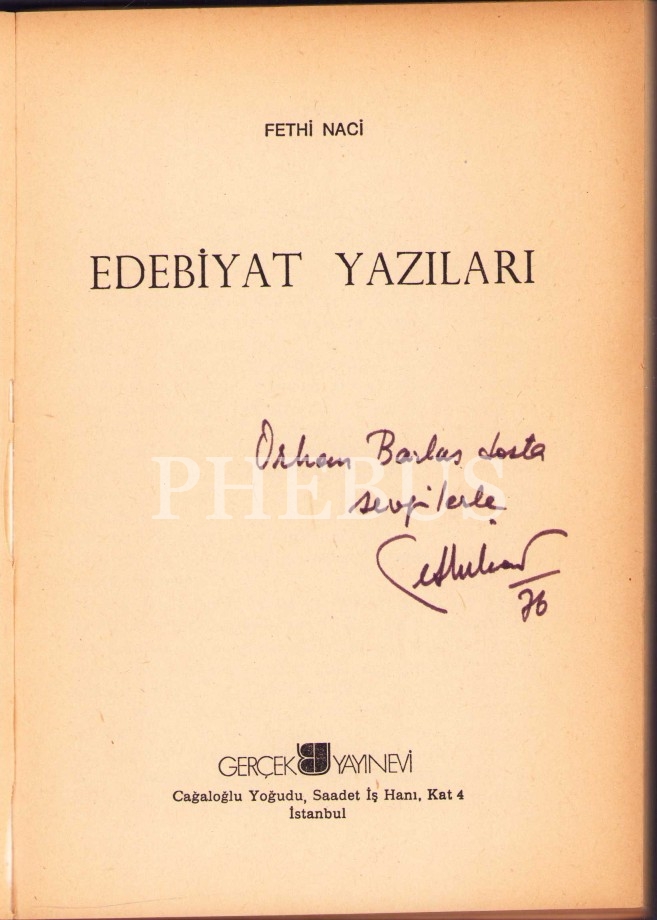 FETHİ NACİ
EDEBİYAT YAZILARI
Orhan Barlas dosta
sevgilerle
76
PHEBUS
GERÇEK YAYINEVİ
Cağaloğlu Yoğudu, Saadet İş Hanı, Kat 4
İstanbul